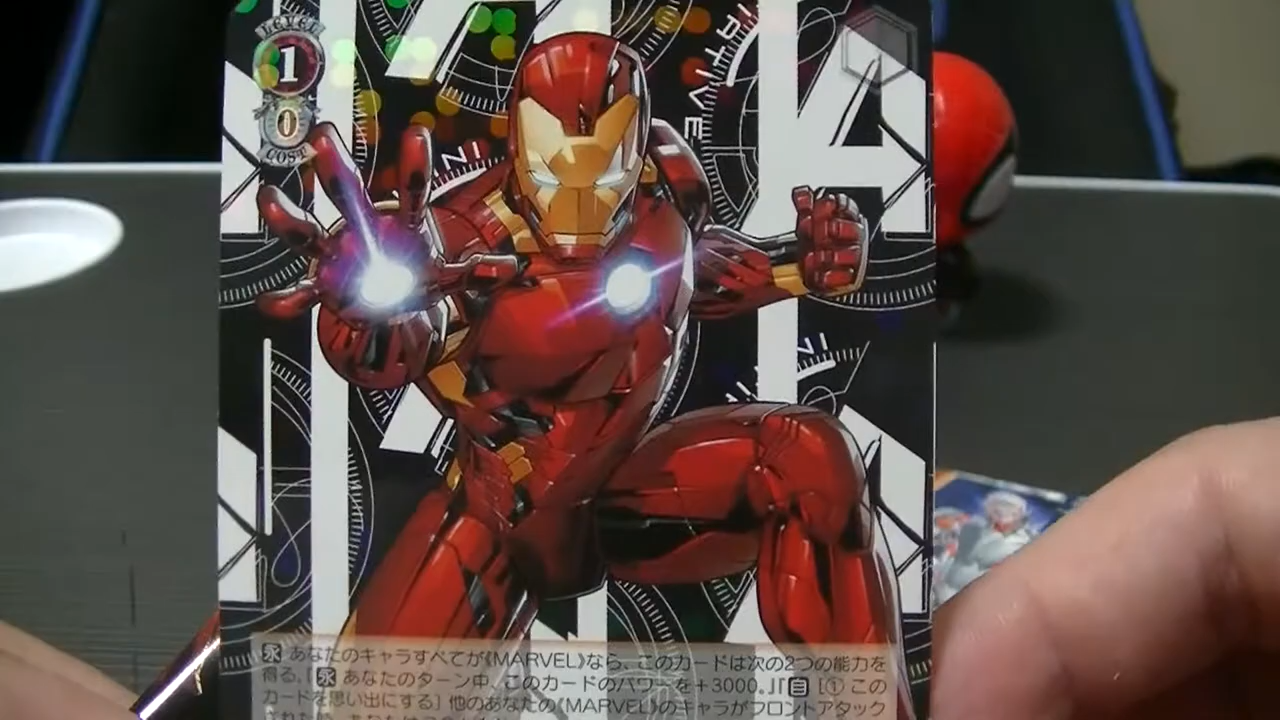 LEVEL
1
0
COST
INI
IATIVE
INI
永 あなたのキャラすべてが《MARVEL》なら、このカードは次の2つの能力を
得る。『永 あなたのターン中、このカードのパワーを+3000。』『自 [① この
カードを思い出にする] 他のあなたの《MARVEL》のキャラがフロントアタック